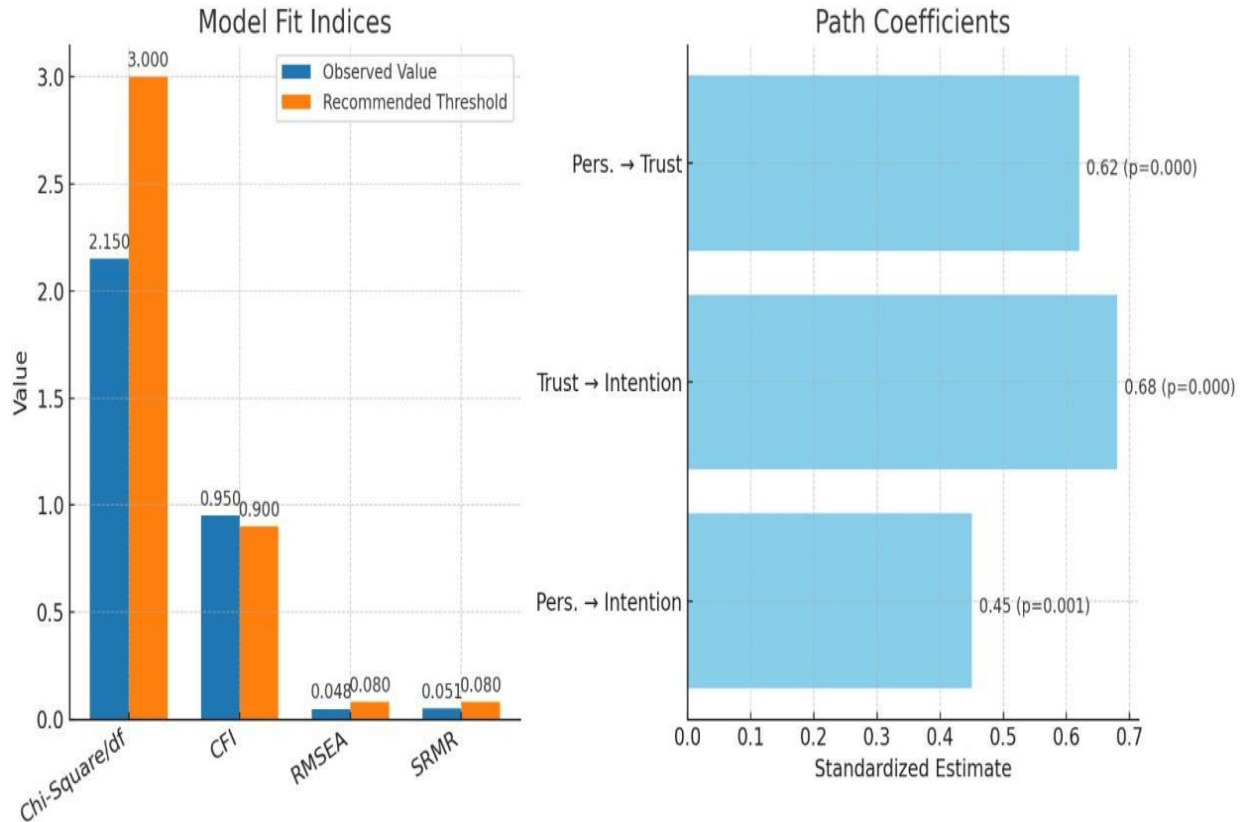 Model Fit Indices
3.000
Observed Value
Recommended Threshold
3.0
2.5
2.150
2.0
Value
1.5
1.0
0.950
0.900
0.5
0.048
0.080
0.051
0.080
0.0
Chi-Square/df
CFI
RMSEA
SRMR
Path Coefficients
Pers. → Trust
0.62 (p=0.000)
Trust → Intention
0.68 (p=0.000)
Pers. → Intention
0.45 (p=0.001)
0.0 0.1 0.2 0.3 0.4 0.5 0.6 0.7
Standardized Estimate